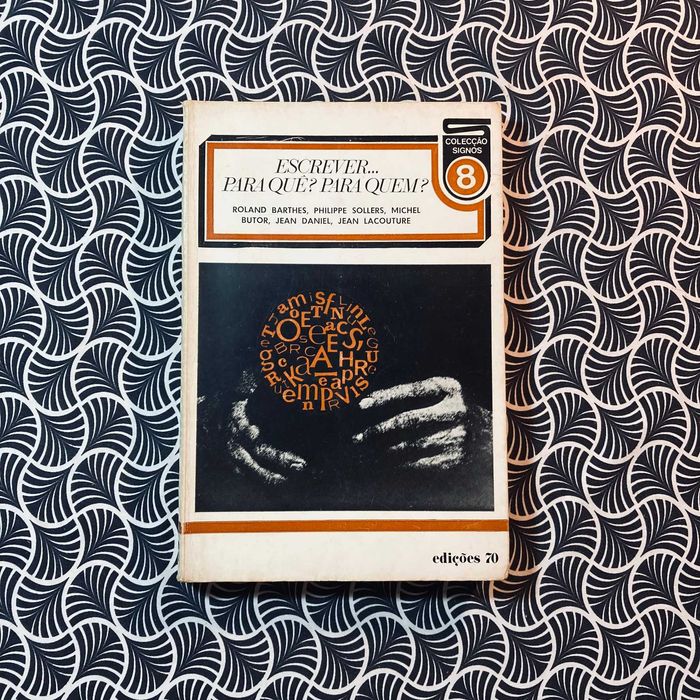 COLECÇÃO
SIGNOS
8
ESCREVER...
PARA QUÊ? PARA QUEM?
ROLAND BARTHES, PHILIPPE SOLLERS, MICHEL
BUTOR, JEAN DANIEL, JEAN LACOUTURE
edições 70